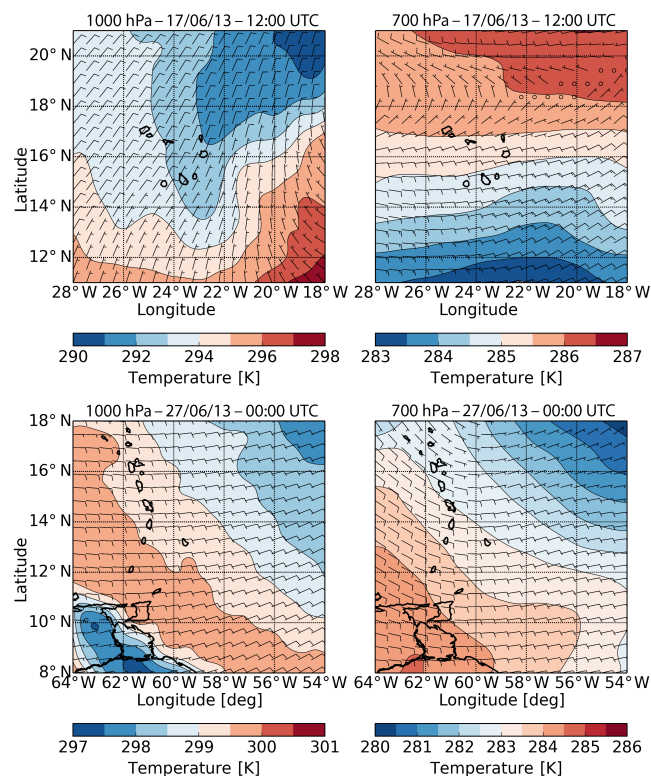 1000 hPa – 17/06/13 – 12:00 UTC
700 hPa – 17/06/13 – 12:00 UTC
20° N
18° N
16° N
14° N
12° N
Latitude
28° W 26° W 24° W 22° W 20° W 18° W
28° W 26° W 24° W 22° W 20° W 18° W
Longitude
Longitude
290 292 294 296 298
283 284 285 286 287
Temperature [K]
Temperature [K]
1000 hPa – 27/06/13 – 00:00 UTC
700 hPa – 27/06/13 – 00:00 UTC
18° N
16° N
14° N
12° N
10° N
8° N
Latitude
64° W 62° W 60° W 58° W 56° W 54° W
64° W 62° W 60° W 58° W 56° W 54° W
Longitude [deg]
Longitude [deg]
297 298 299 300 301
280 281 282 283 284 285 286
Temperature [K]
Temperature [K]